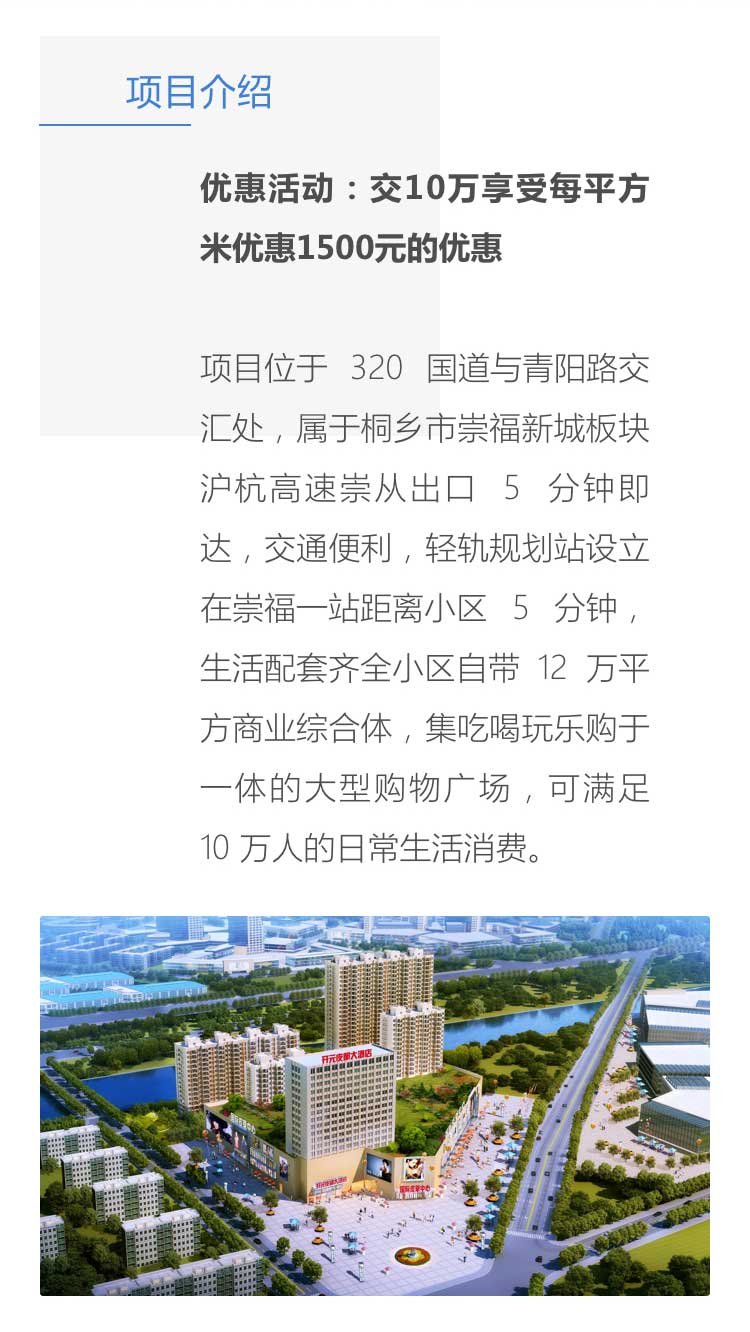 项目介绍
优惠活动：交10万享受每平方
米优惠1500元的优惠
项目位于 320 国道与青阳路交
汇处，属于桐乡市崇福新城板块
沪杭高速崇从出口 5 分钟即
达，交通便利，轻轨规划站设立
在崇福一站距离小区 5 分钟，
生活配套齐全小区自带 12 万平
方商业综合体，集吃喝玩乐购于
一体的大型购物广场，可满足
10 万人的日常生活消费。